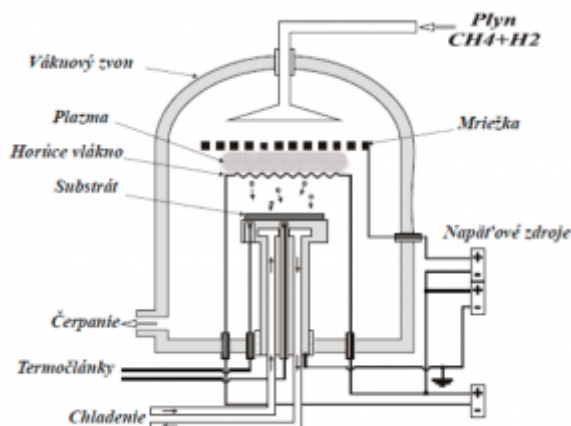 Plyn
CH4+H2
Vákuový zvon
Plazma
Mriežka
Horúce vlákno
Substrát
Napäťové zdroje
+
-
+
-
Čerpanie
Termočlánky
Chladenie
+
-